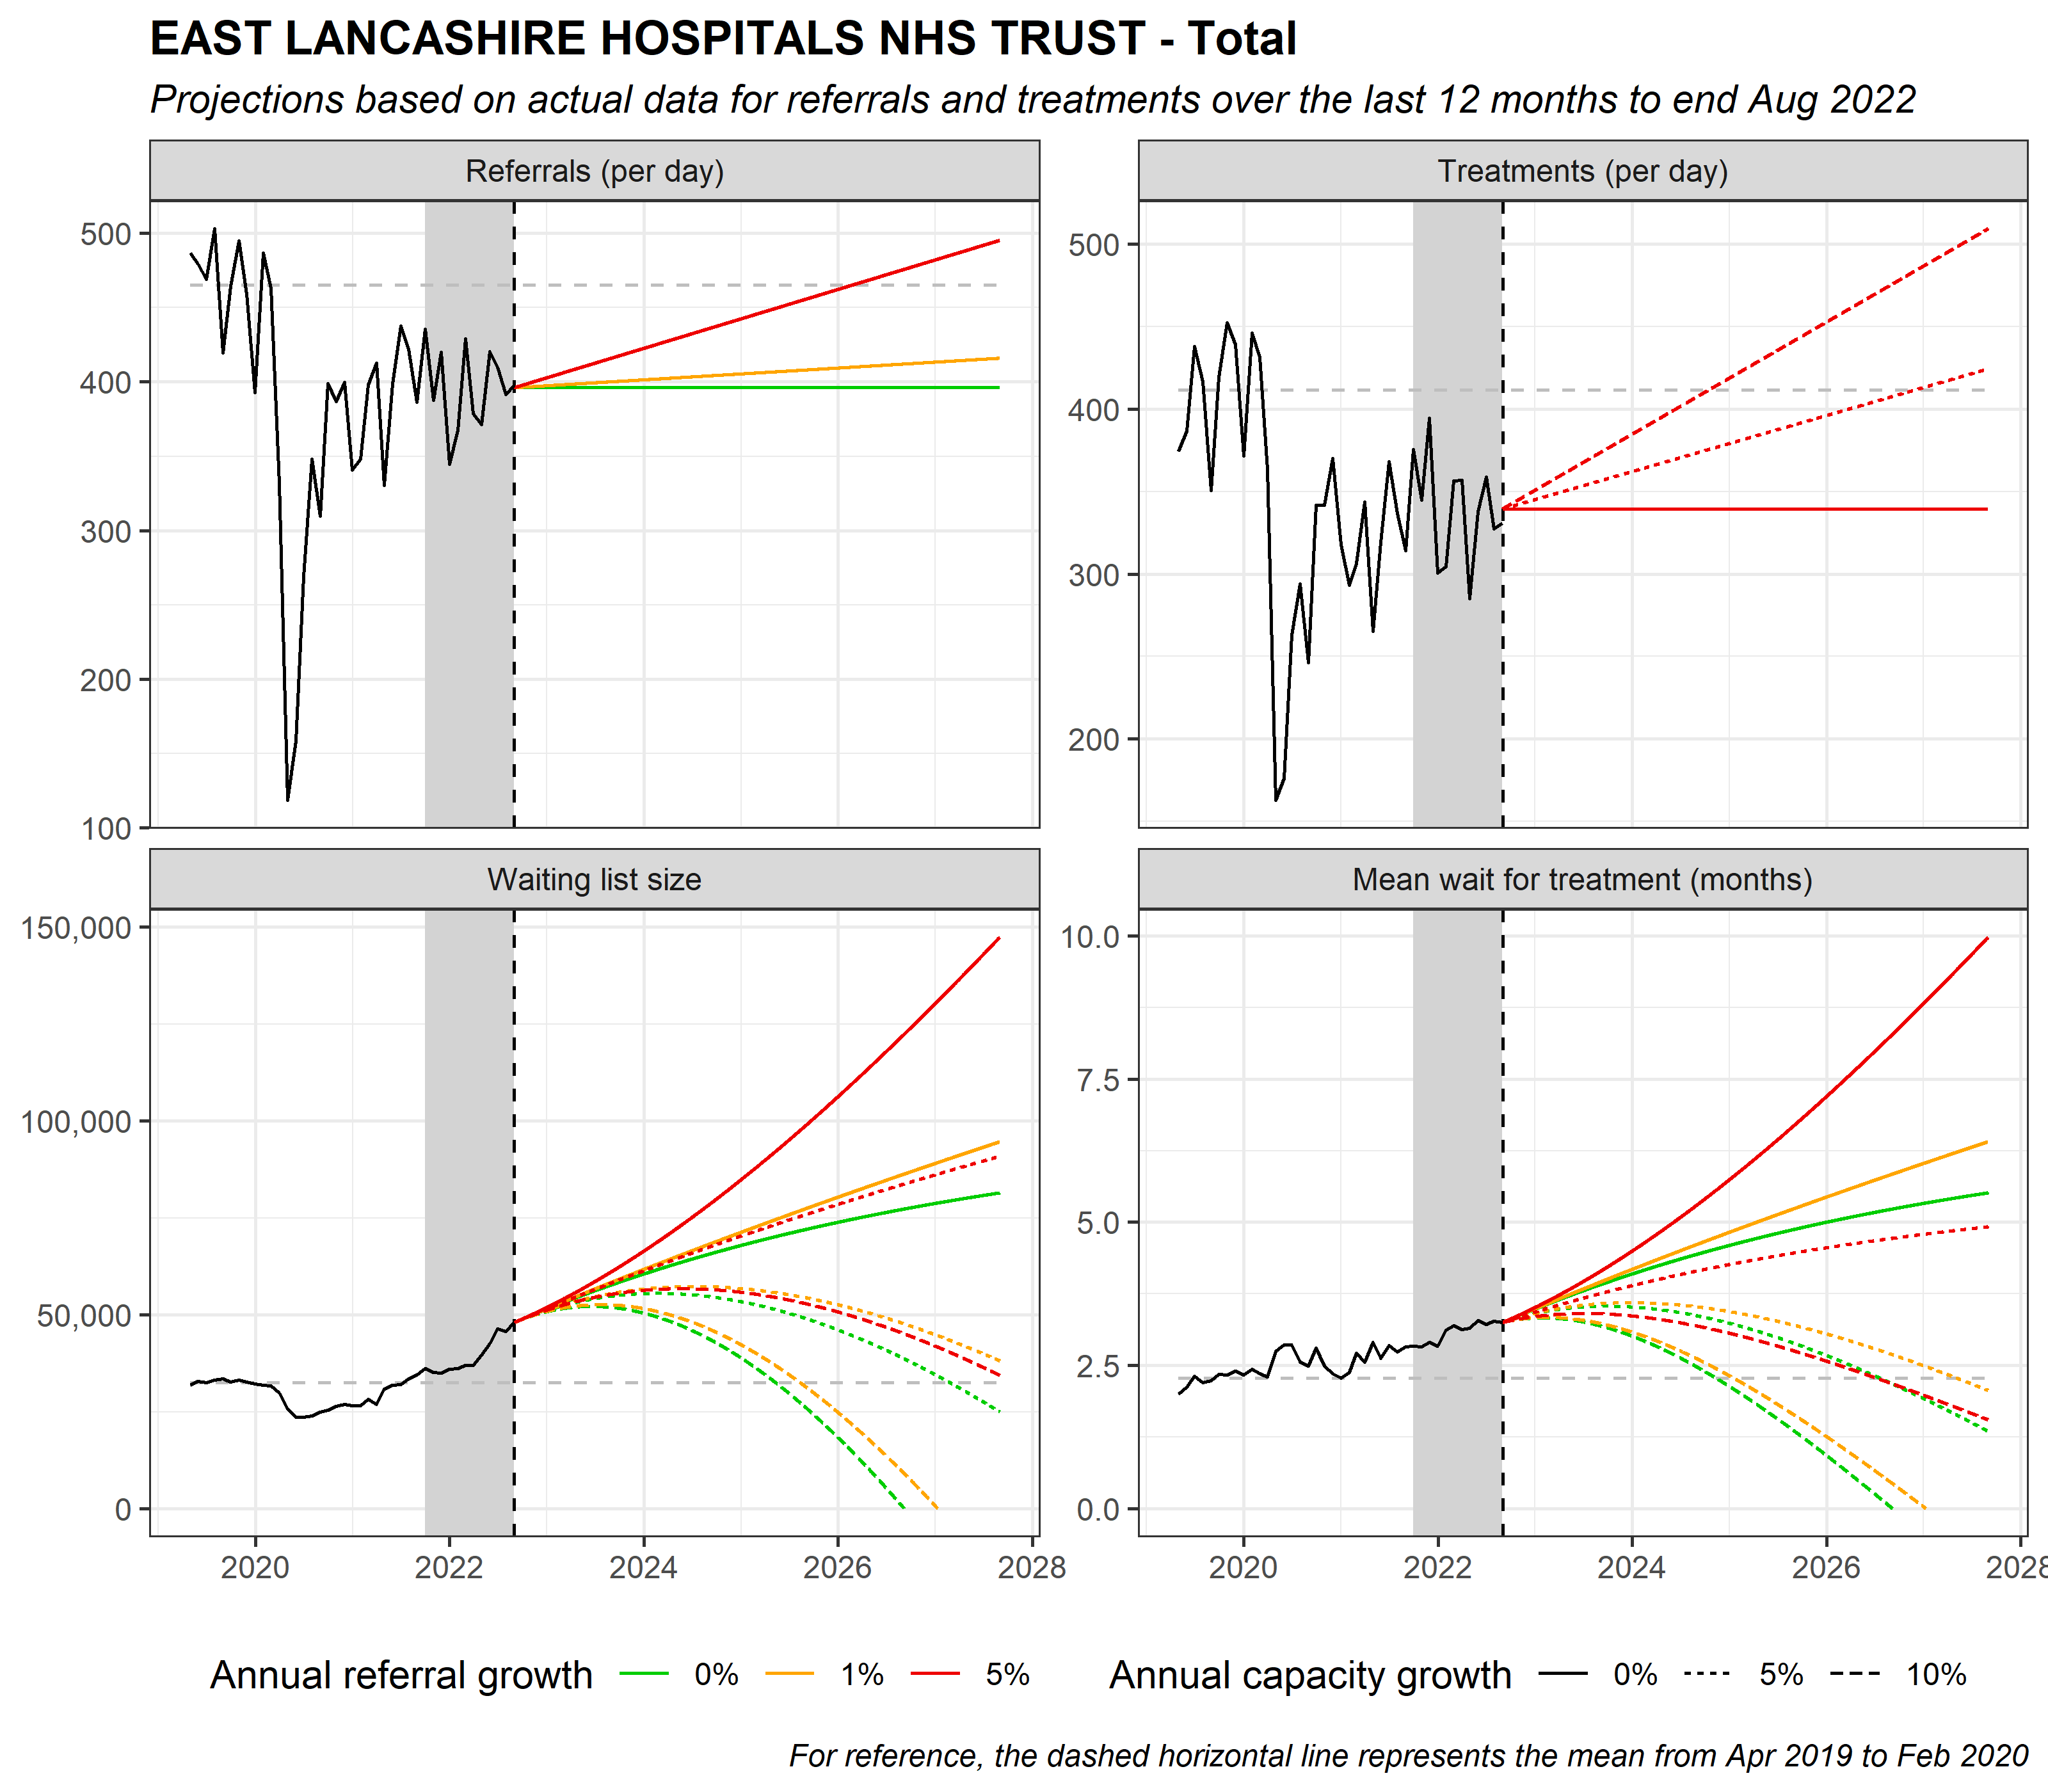 EAST LANCASHIRE HOSPITALS NHS TRUST - Total
Projections based on actual data for referrals and treatments over the last 12 months to end Aug 2022
Referrals (per day)
500
400
300
200
100
Treatments (per day)
500
400
300
200
Waiting list size
150,000
100,000
50,000
0
2020 2022 2024 2026 2028
Mean wait for treatment (months)
10.0
7.5
5.0
2.5
0.0
2020 2022 2024 2026 2028
Annual referral growth 0% 1% 5%
Annual capacity growth 0% 5% 10%
For reference, the dashed horizontal line represents the mean from Apr 2019 to Feb 2020